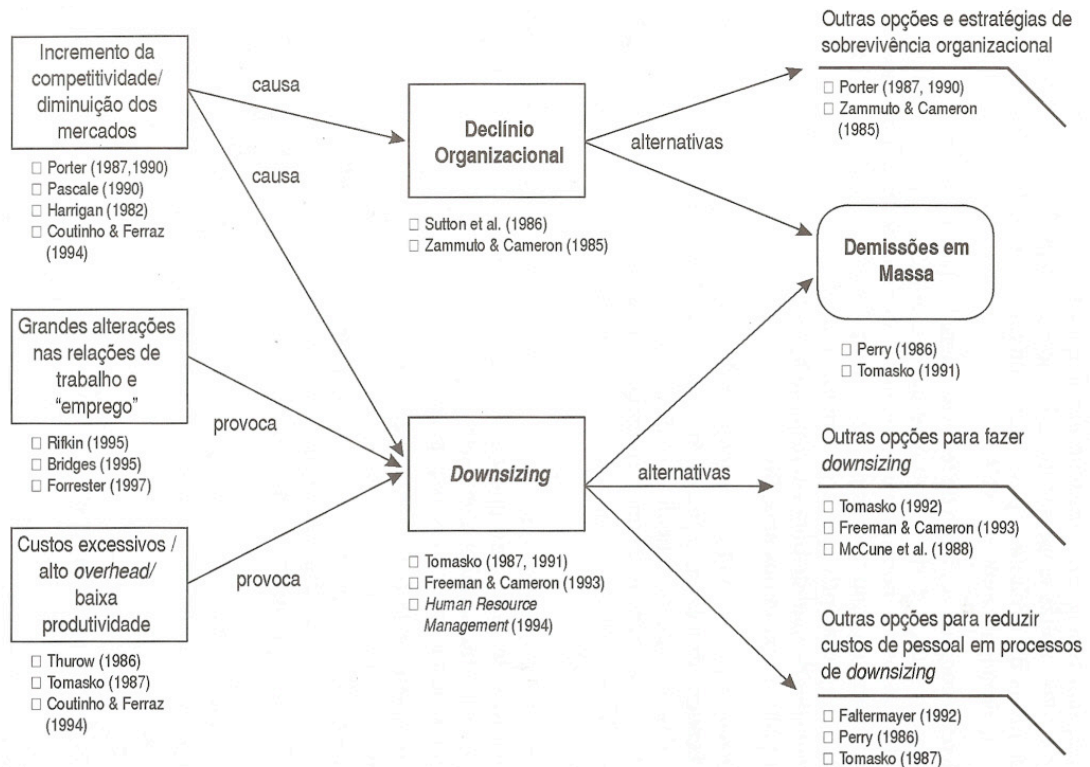 Incremento da
competitividade/
diminuição dos
mercados
□ Porter (1987,1990)
□ Pascale (1990)
□ Harrigan (1982)
□ Coutinho & Ferraz
(1994)
Grandes alterações
nas relações de
trabalho e
“emprego”
□ Rifkin (1995)
□ Bridges (1995)
□ Forrester (1997)
Custos excessivos /
alto overhead/
baixa
produtividade
□ Thurow (1986)
□ Tomasko (1987)
□ Coutinho & Ferraz
(1994)
causa
causa
provoca
provoca
Declínio
Organizacional
□ Sutton et al. (1986)
□ Zammuto & Cameron (1985)
Downsizing
□ Tomasko (1987, 1991)
□ Freeman & Cameron (1993)
□ Human Resource
Management (1994)
alternativas
alternativas
Outras opções e estratégias de
sobrevivência organizacional
□ Porter (1987, 1990)
□ Zammuto & Cameron
(1985)
Demissões em
Massa
□ Perry (1986)
□ Tomasko (1991)
Outras opções para fazer
downsizing
□ Tomasko (1992)
□ Freeman & Cameron (1993)
□ McCune et al. (1988)
Outras opções para reduzir
custos de pessoal em processos
de downsizing
□ Faltermayer (1992)
□ Perry (1986)
□ Tomasko (1987)